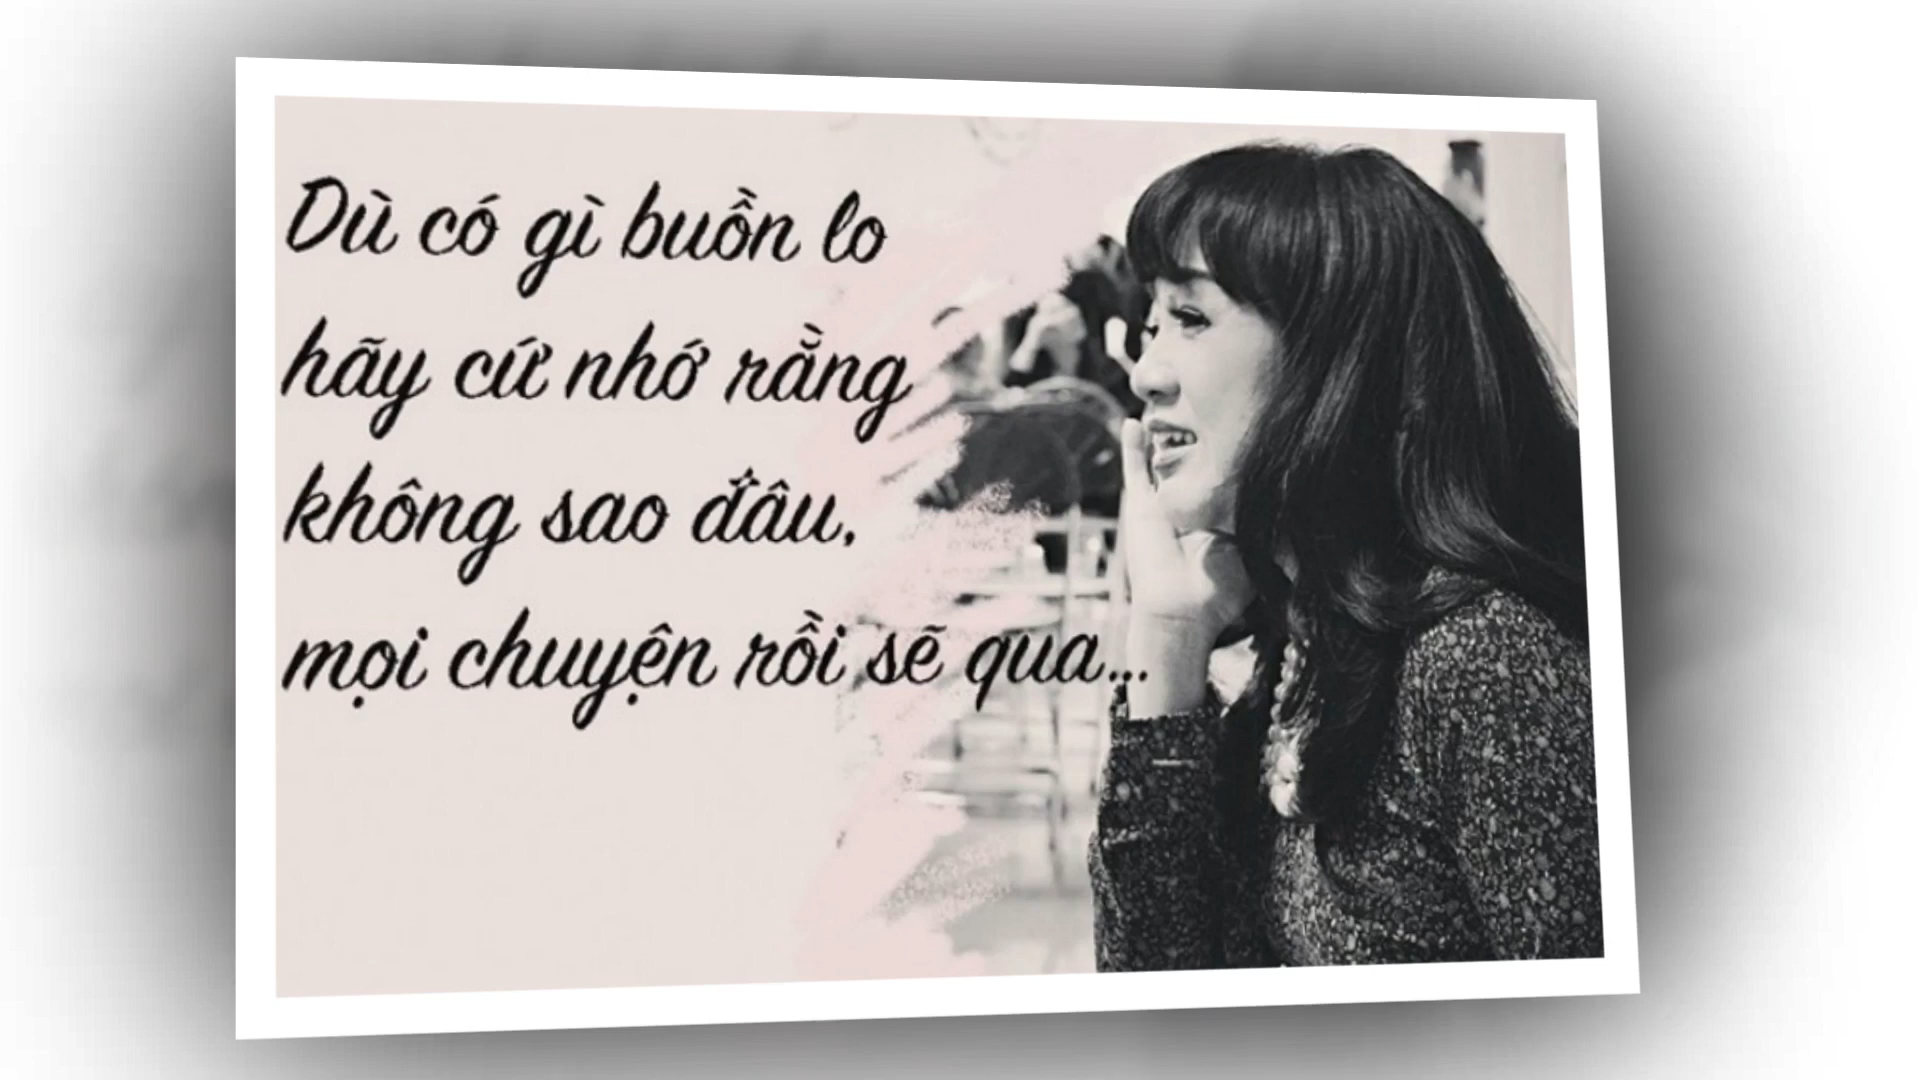 Dù có gì buồn lo
hãy cứ nhớ rằng
không sao đâu,
mọi chuyện rồi sẽ qua...